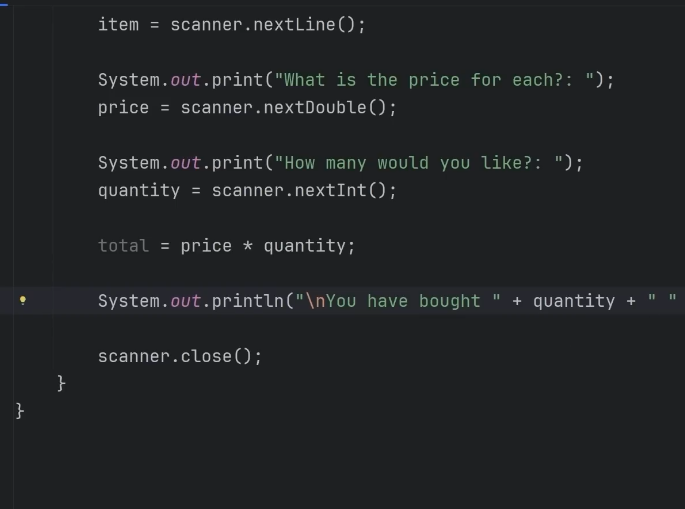 item = scanner.nextLine();
System.out.print("What is the price for each?: ");
price = scanner.nextDouble();
System.out.print("How many would you like?: ");
quantity = scanner.nextInt();
total = price * quantity;
System.out.println("\nYou have bought " + quantity + " "
scanner.close();
}
}